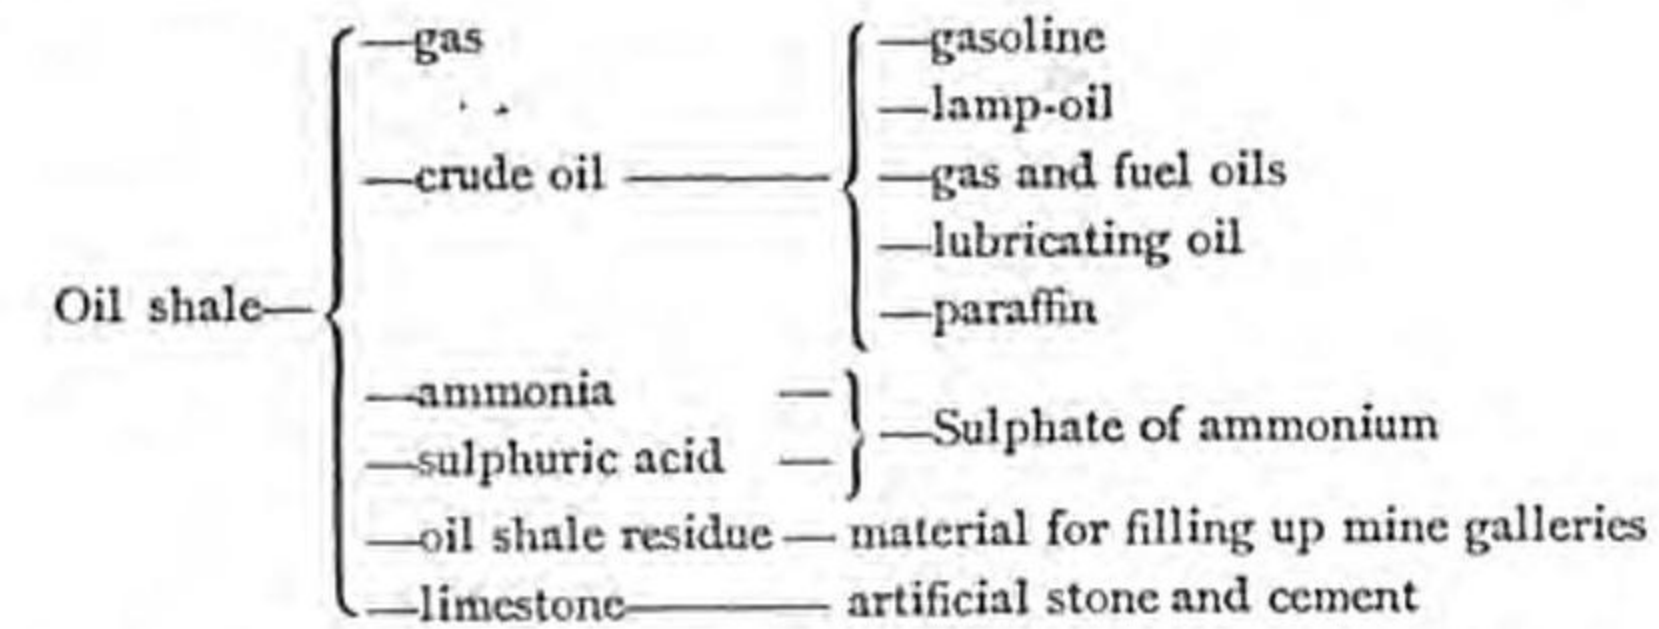 —gas —gasoline
—lamp-oil
—crude oil —gas and fuel oils
—lubricating oil
Oil shale— —paraffin
—ammonia — —Sulphate of ammonium
—sulphuric acid —
—oil shale residue — material for filling up mine galleries
—limestone— artificial stone and cement